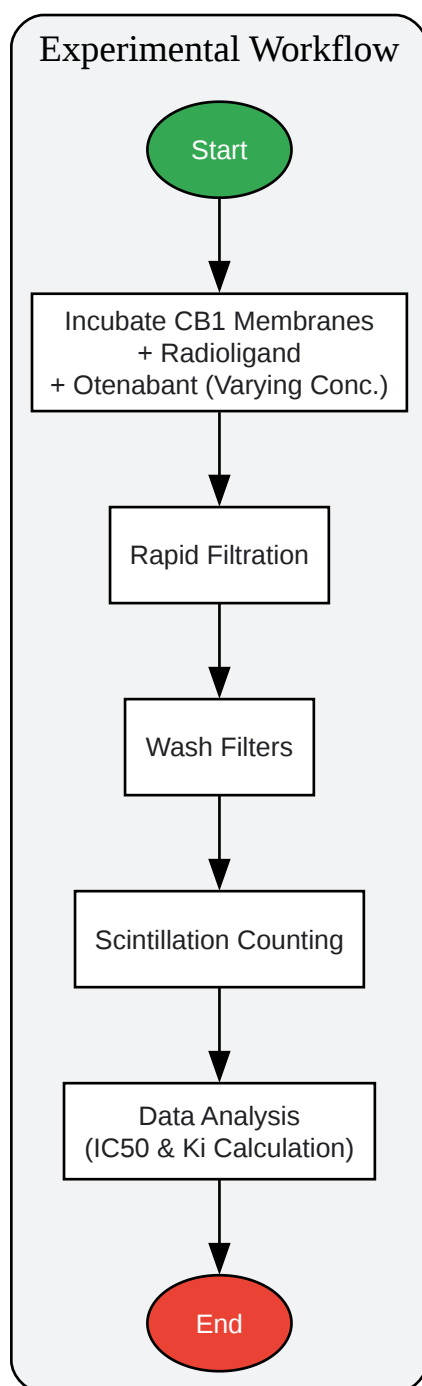 Experimental Workflow
Start
Incubate CB1 Membranes
+ Radioligand
+ Otenabant (Varying Conc.)
Rapid Filtration
Wash Filters
Scintillation Counting
Data Analysis
(IC50 & Ki Calculation)
End